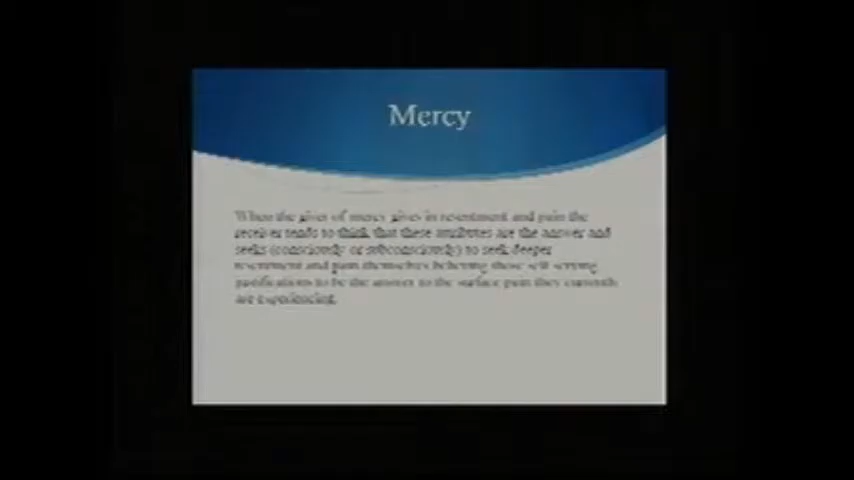 Mercy
When the giver of mercy gives in resentment and pain the
receiver tends to think that these attributes are the answer and
seeks (consciously or subconsciously) to seek deeper
resentment and pain themselves believing these self serving
justifications to be the answer to the surface pain they currently
are experiencing.